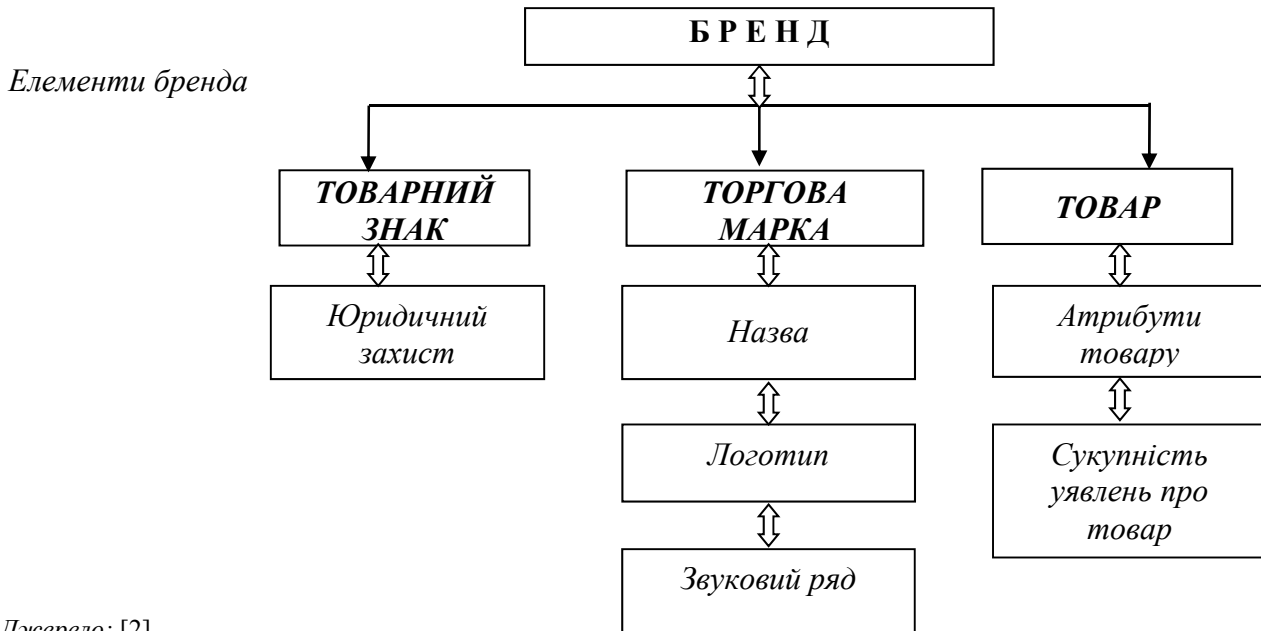 Б Р Е Н Д
Елементи бренда
ТОВАРНИЙ
ЗНАК
ТОРГОВА
МАРКА
ТОВАР
Юридичний
захист
Назва
Атрибути
товару
Логотип
Сукупність
уявлень про
товар
Звуковий ряд
Джерело: [2]